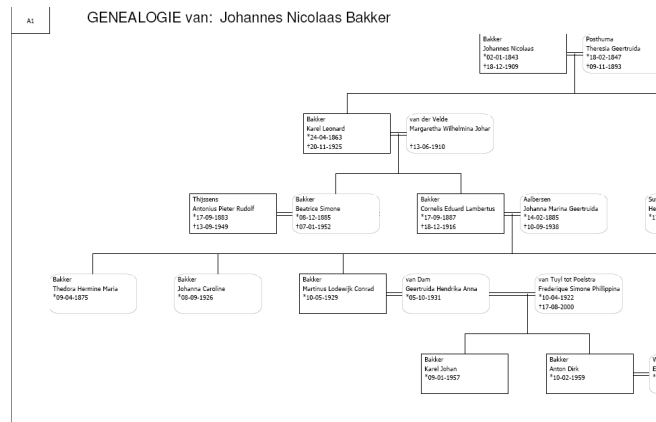 A1
GENEALOGIE van: Johannes Nicolaas Bakker
Bakker
Johannes Nicolaas
*02-01-1843
†18-12-1909
Posthuma
Theresia Geertruida
*18-02-1847
†09-11-1893
Bakker
Karel Leonard
*24-04-1863
†20-11-1925
van der Velde
Margaretha Wilhelmina Johar
†13-06-1910
Thijssens
Antonius Pieter Rudolf
*17-09-1883
†13-09-1949
Bakker
Beatrice Simone
*08-12-1885
†07-01-1952
Bakker
Cornelis Eduard Lambertus
*17-09-1887
†18-12-1916
Aalbersen
Johanna Marina Geertruida
*14-02-1885
†10-09-1938
Su
He
*1
Bakker
Thedora Hermine Maria
*09-04-1875
Bakker
Johanna Caroline
*08-09-1926
Bakker
Martinus Lodewijk Conrad
*10-05-1929
van Dam
Geertruida Hendrika Anna
*05-10-1931
van Tuyl tot Poelstra
Frederique Simone Philippina
*10-04-1922
†17-08-2000
Bakker
Karel Johan
*09-01-1957
Bakker
Anton Dirk
*10-02-1959